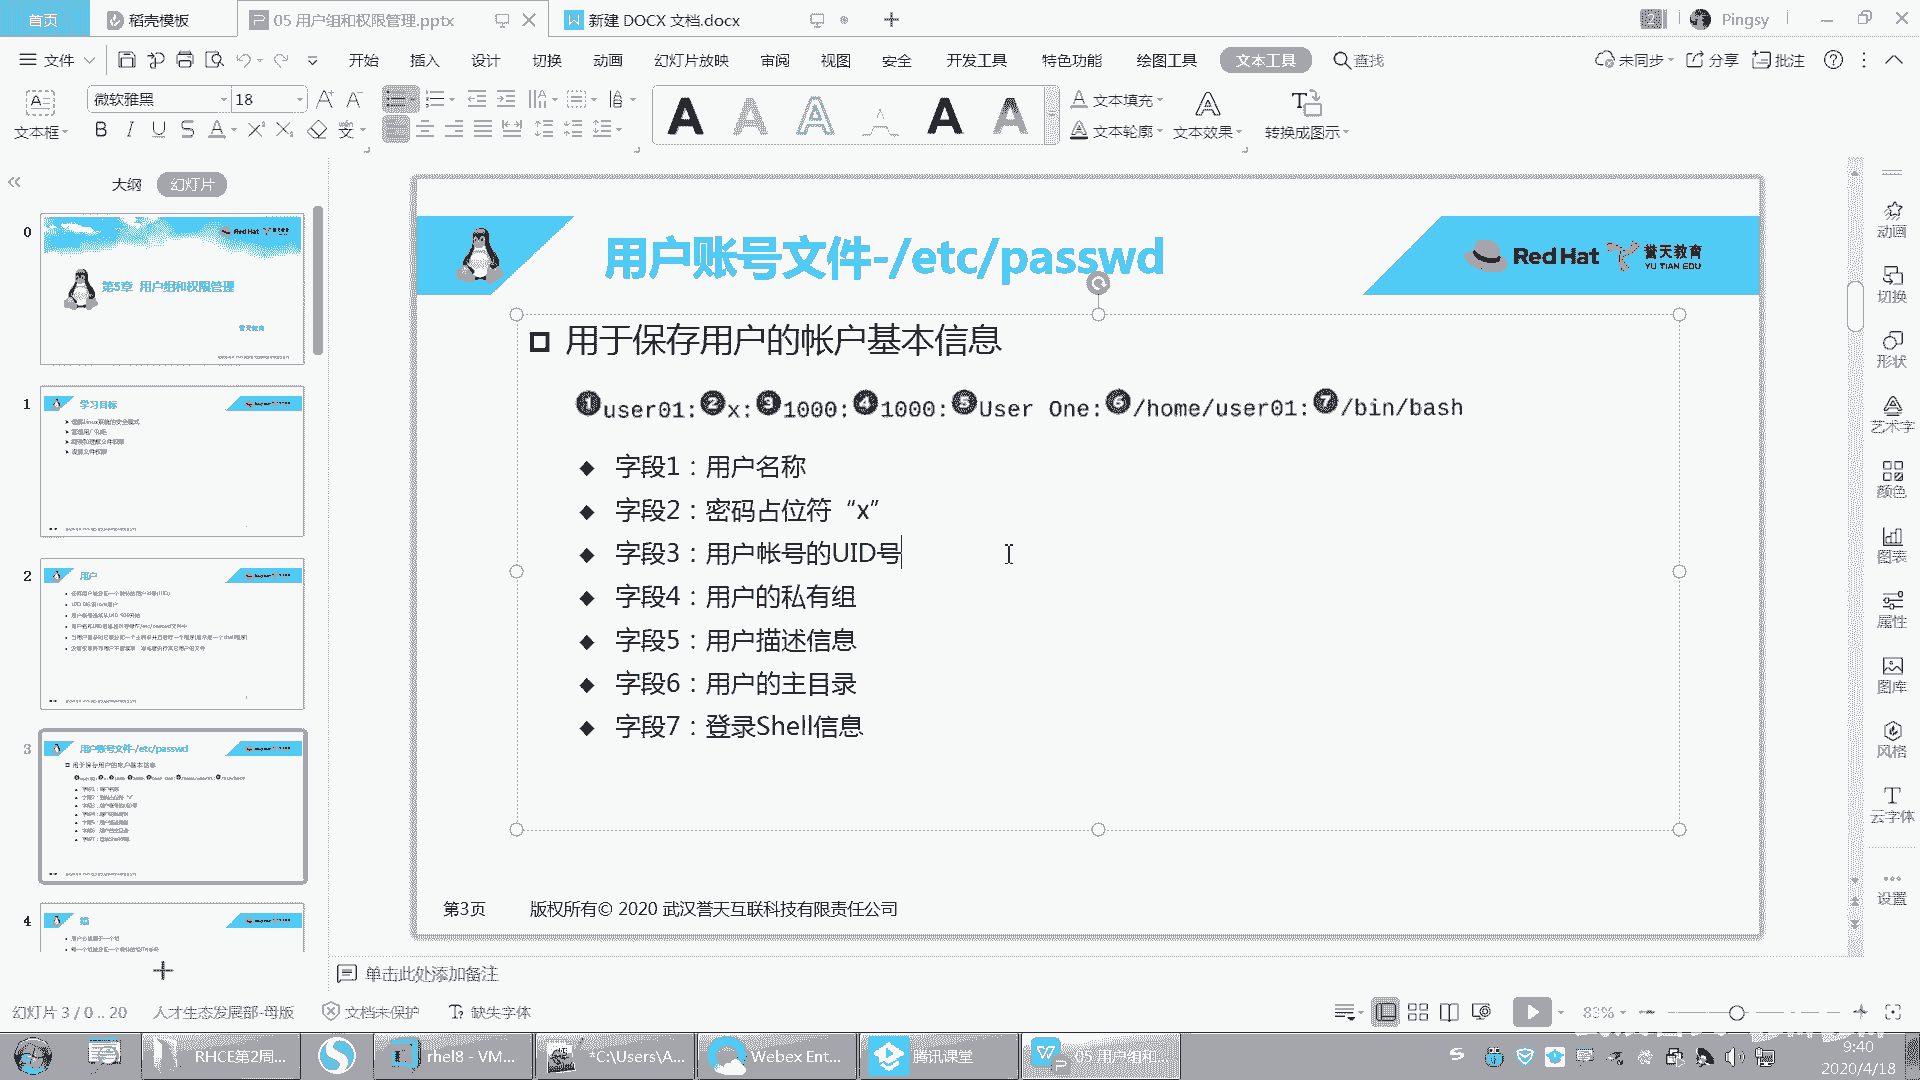 首页
稻壳模板
05 用户组和权限管理.pptx
新建 DOCX 文档.docx
Pingsy
文件
开始
插入
设计
切换
动画
幻灯片放映
审阅
视图
安全
开发工具
特色功能
绘图工具
文本工具
查找
未同步
分享
批注
文本框
微软雅黑
18
文本填充
文本轮廓
文本效果
转换成图示
大纲
幻灯片
0
第5章 用户组和权限管理
1
学习目标
2
用户
3
用户账号文件-/etc/passwd
4
组
用户账号文件-/etc/passwd
Red Hat
誉天教育
YU TIAN EDU
用于保存用户的帐户基本信息
❶user01:❷x:❸1000:❹1000:❺User One:❻/home/user01:❼/bin/bash
字段1：用户名称
字段2：密码占位符“x”
字段3：用户帐号的UID号
字段4：用户的私有组
字段5：用户描述信息
字段6：用户的主目录
字段7：登录Shell信息
第3页
版权所有© 2020 武汉誉天互联科技有限责任公司
动画
切换
形状
艺术字
颜色
图表
属性
图库
风格
云字体
设置
单击此处添加备注
幻灯片 3 / 0 .. 20
人才生态发展部-母版
文档未保护
缺失字体
83%
RHCE第2周...
rhel8 - VM...
*C:\Users\A...
Webex Ent...
腾讯课堂
05 用户组和...
9:40
2020/4/18